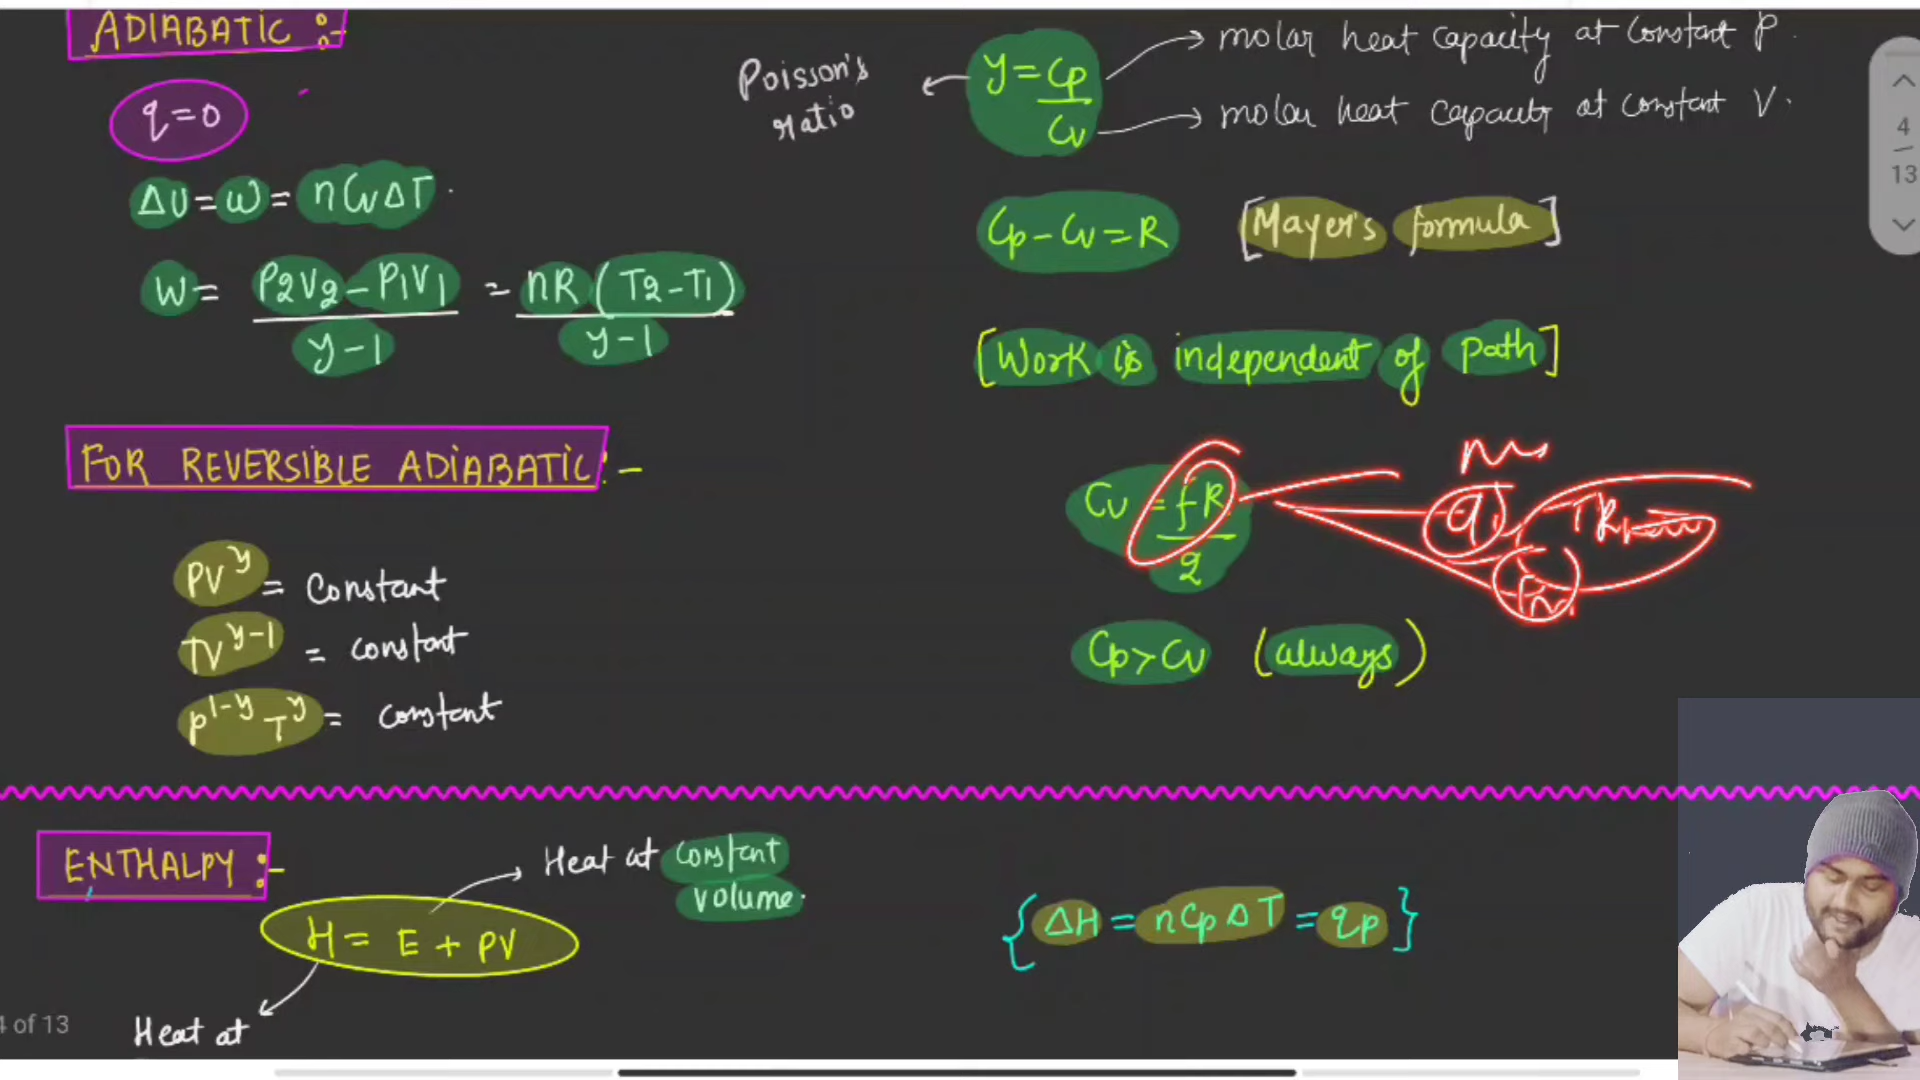 ADIABATIC :-
q=0
ΔU=W=nCvΔT
W= P2V2-P1V1 / y-1 = nR(T2-T1) / y-1
Poisson's ratio
y= Cp/Cv
molar heat capacity at constant P.
molar heat capacity at constant V.
Cp-Cv=R [Mayer's formula]
[Work is independent of path]
FOR REVERSIBLE ADIABATIC :-
PV^y = Constant
TV^y-1 = constant
P^1-y T^y = constant
Cv = fR/2
Cp>Cv (always)
ENTHALPY :-
Heat at constant
volume.
H= E + PV
{ΔH = nCpΔT = qp}
Heat at
4 of 13
4
13